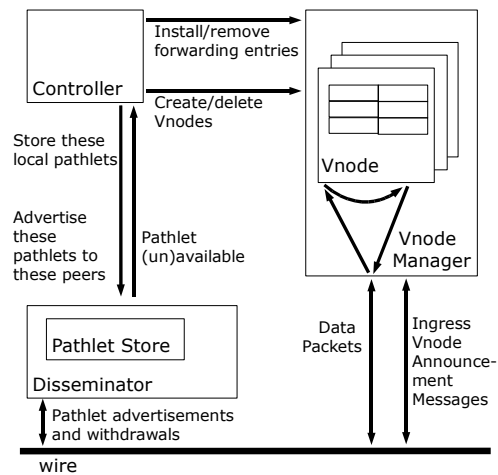 Install/remove
forwarding entries
Controller
Create/delete
Vnodes
Vnode
Store these
local pathlets
Advertise
these
pathlets to
these peers
Pathlet
(un)available
Vnode
Manager
Pathlet Store
Disseminator
Data
Packets
Ingress
Vnode
Announce-
ment
Messages
Pathlet advertisements
and withdrawals
wire